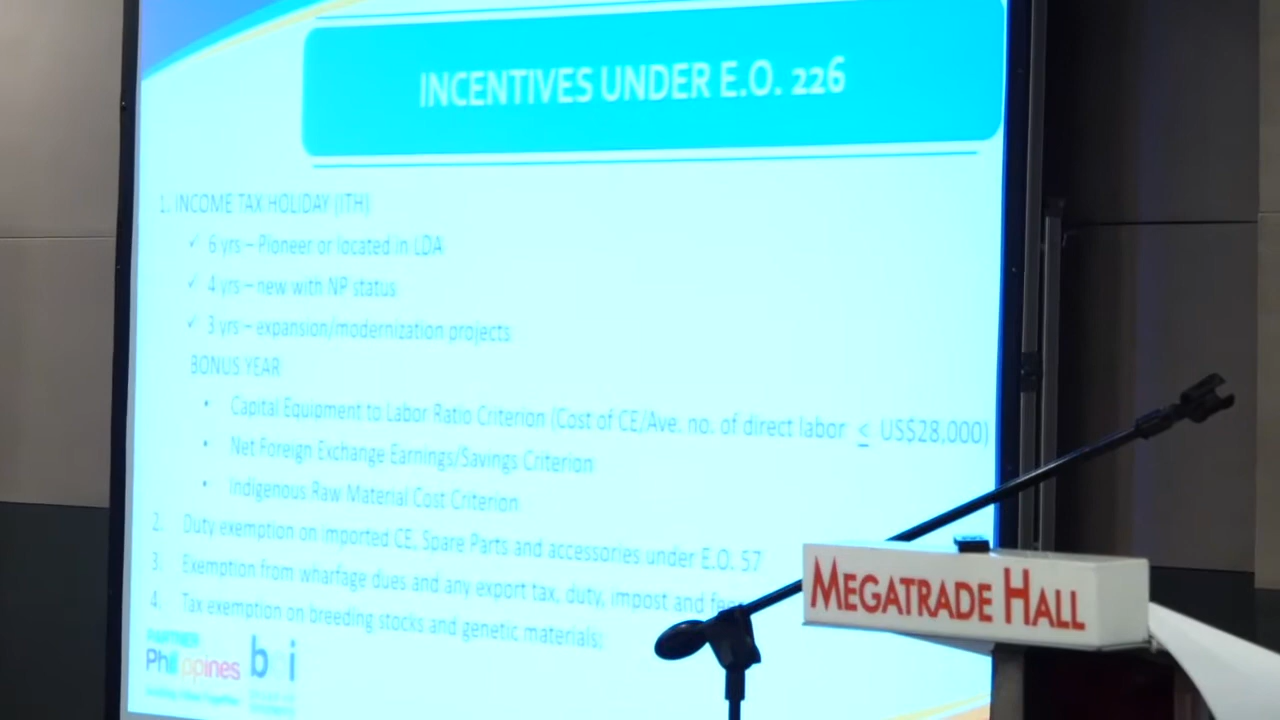 INCENTIVES UNDER E.O. 226
1. INCOME TAX HOLIDAY (ITH)
✓ 6 yrs – Pioneer or located in LDA
✓ 4 yrs – new with NP status
✓ 3 yrs – expansion/modernization projects
BONUS YEAR
• Capital Equipment to Labor Ratio Criterion (Cost of CE/Ave. no. of direct labor ≤ US$28,000)
• Net Foreign Exchange Earnings/Savings Criterion
• Indigenous Raw Material Cost Criterion
2. Duty exemption on imported CE, Spare Parts and accessories under E.O. 57
3. Exemption from wharfage dues and any export tax, duty, impost and
4. Tax exemption on breeding stocks and genetic materials;
Philippines
MEGATRADE HALL